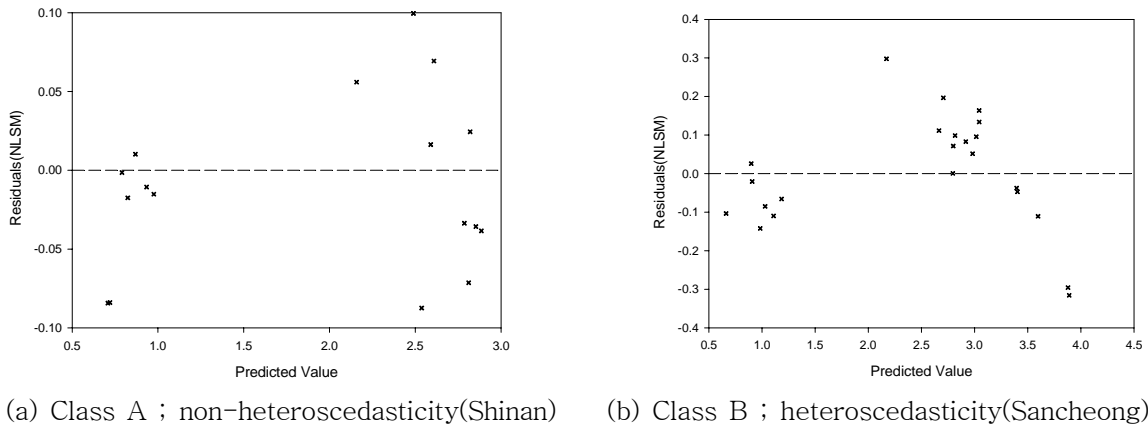 0.10
0.05
0.00
-0.05
-0.10
Residuals(NLSM)
0.5 1.0 1.5 2.0 2.5 3.0
Predicted Value
(a) Class A ; non-heteroscedasticity(Shinan)
0.4
0.3
0.2
0.1
0.0
-0.1
-0.2
-0.3
-0.4
Residuals(NLSM)
0.5 1.0 1.5 2.0 2.5 3.0 3.5 4.0 4.5
Predicted Value
(b) Class B ; heteroscedasticity(Sancheong)